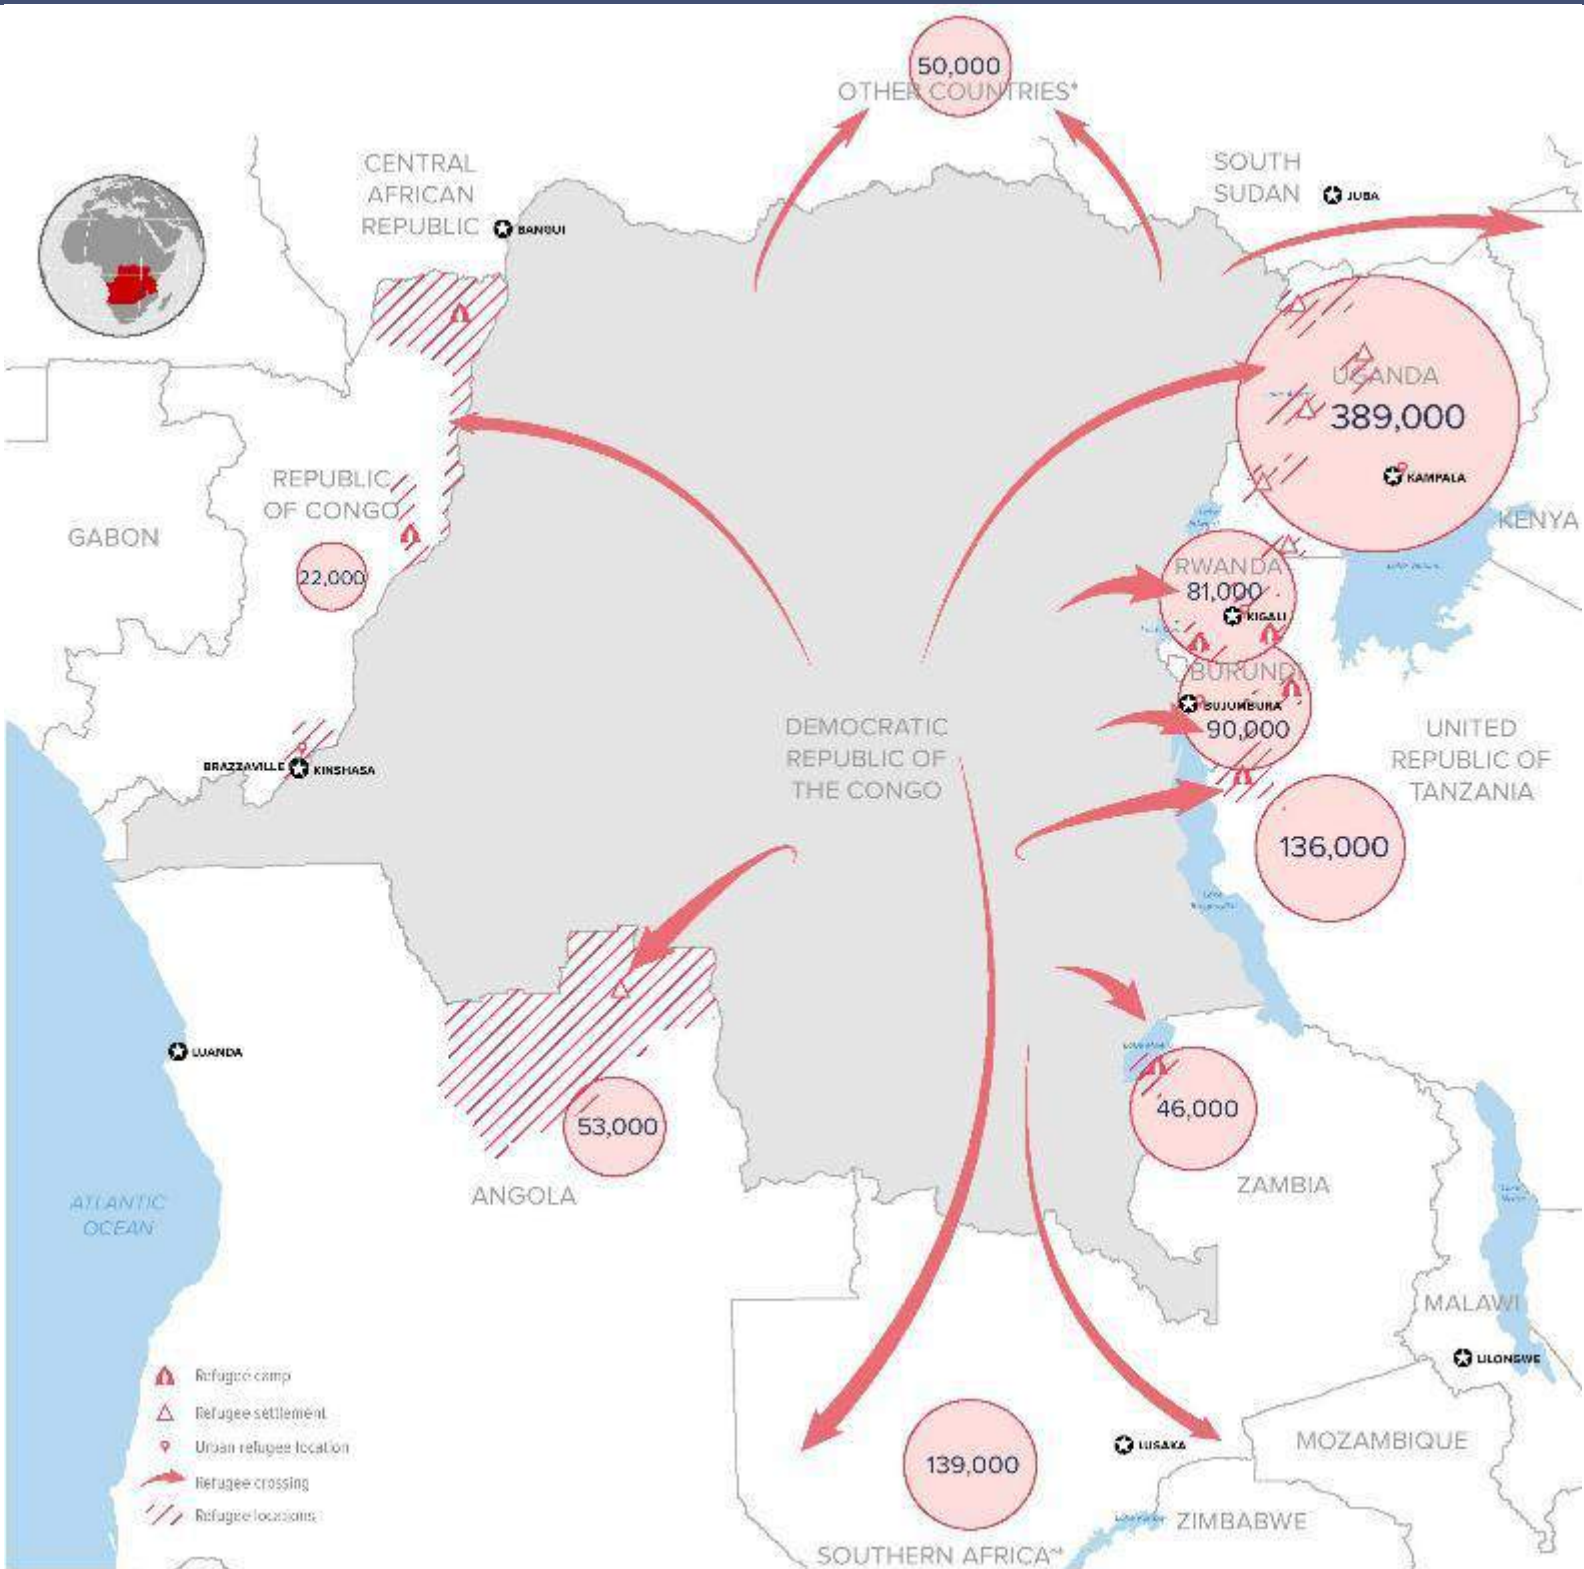 50,000
OTHER COUNTRIES*
CENTRAL
AFRICAN
REPUBLIC
BANGUI
SOUTH
SUDAN
JUBA
UGANDA
389,000
KAMPALA
KENYA
REPUBLIC
OF CONGO
22,000
GABON
RWANDA
81,000
KIGALI
BURUNDI
BUJUMBURA
90,000
DEMOCRATIC
REPUBLIC OF
THE CONGO
UNITED
REPUBLIC OF
TANZANIA
136,000
BRAZZAVILLE
KINSHASA
LUANDA
53,000
ANGOLA
46,000
ZAMBIA
ATLANTIC
OCEAN
MALAWI
LILONGWE
Refugee camp
Refugee settlement
Urban refugee location
Refugee crossing
Refugee locations
139,000
LUSAKA
MOZAMBIQUE
ZIMBABWE
SOUTHERN AFRICA**